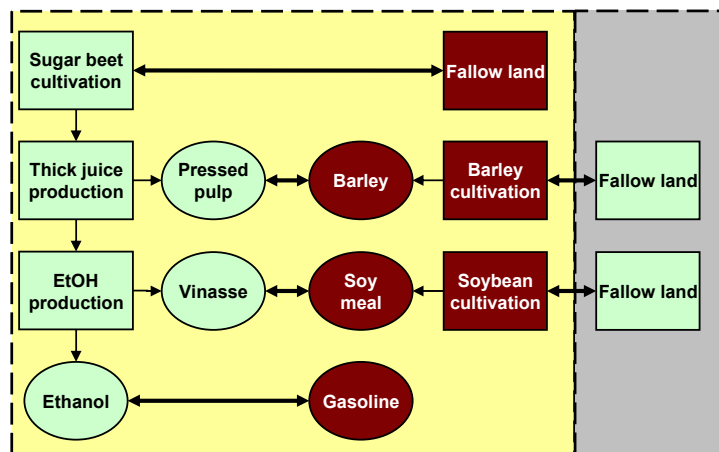 Sugar beet
cultivation
Fallow land
Thick juice
production
Pressed
pulp
Barley
Barley
cultivation
Fallow land
EtOH
production
Vinasse
Soy
meal
Soybean
cultivation
Fallow land
Ethanol
Gasoline